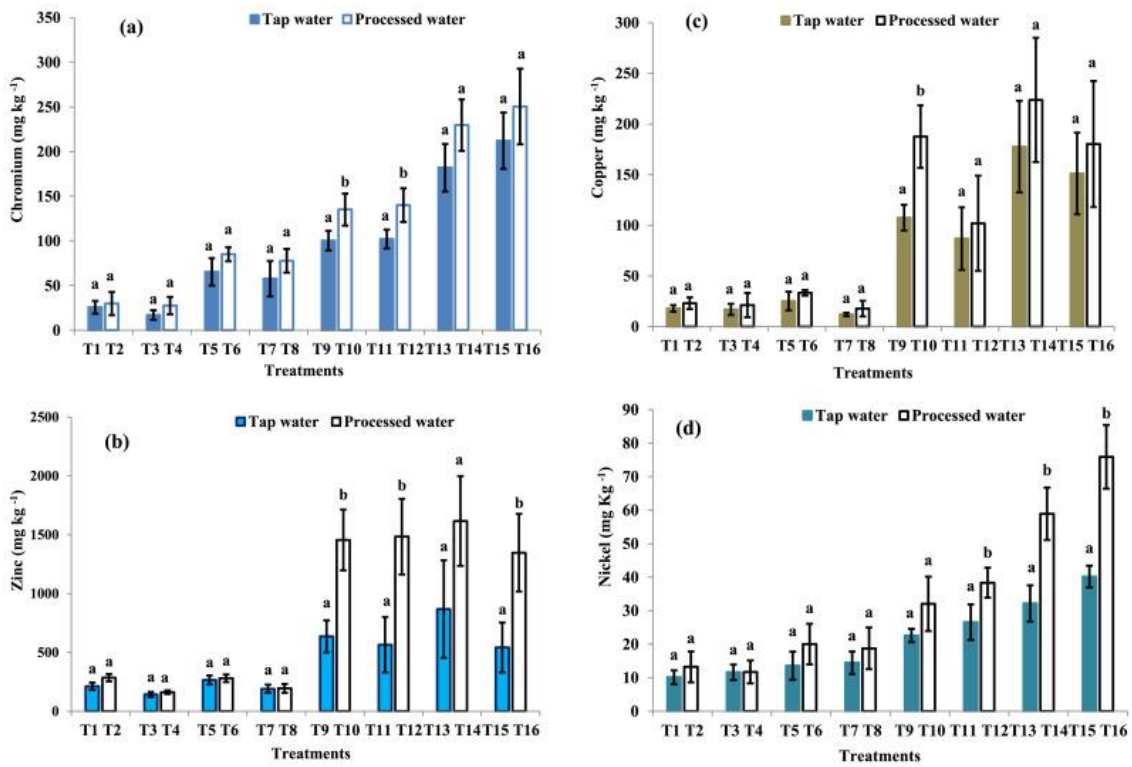 (a)
Tap water Processed water
Chromium (mg kg -1)
350
300
250
200
150
100
50
0
a a a a a a a a a b a b a a a a
T1 T2 T3 T4 T5 T6 T7 T8 T9 T10 T11 T12 T13 T14 T15 T16
Treatments
(c)
Tap water Processed water
Copper (mg kg -1)
300
250
200
150
100
50
0
a a a a a a a a a b a a a a a a
T1 T2 T3 T4 T5 T6 T7 T8 T9 T10 T11 T12 T13 T14 T15 T16
Treatments
(b)
Tap water Processed water
Zinc (mg kg -1)
2500
2000
1500
1000
500
0
a a a a a a a a a b a b a a a b
T1 T2 T3 T4 T5 T6 T7 T8 T9 T10 T11 T12 T13 T14 T15 T16
Treatments
(d)
Tap water Processed water
Nickel (mg Kg -1)
90
80
70
60
50
40
30
20
10
0
a a a a a a a a a a a b a b a b
T1 T2 T3 T4 T5 T6 T7 T8 T9 T10 T11 T12 T13 T14 T15 T16
Treatments